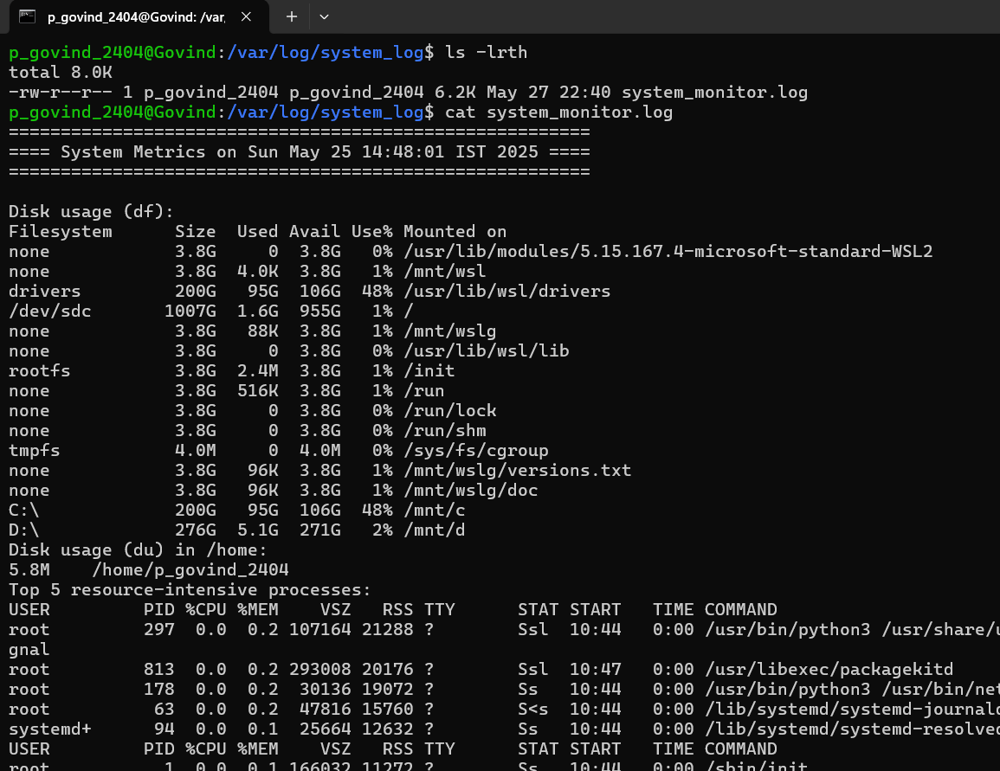 p_govind_2404@Govind: /var,
p_govind_2404@Govind:/var/log/system_log$ ls -lrth
total 8.0K
-rw-r--r-- 1 p_govind_2404 p_govind_2404 6.2K May 27 22:40 system_monitor.log
p_govind_2404@Govind:/var/log/system_log$ cat system_monitor.log
========================================================
==== System Metrics on Sun May 25 14:48:01 IST 2025 ====
========================================================
Disk usage (df):
Filesystem      Size  Used Avail Use% Mounted on
none            3.8G     0  3.8G   0% /usr/lib/modules/5.15.167.4-microsoft-standard-WSL2
none            3.8G  4.0K  3.8G   1% /mnt/wsl
drivers         200G   95G  106G  48% /usr/lib/wsl/drivers
/dev/sdc       1007G  1.6G  955G   1% /
none            3.8G   88K  3.8G   1% /mnt/wslg
none            3.8G     0  3.8G   0% /usr/lib/wsl/lib
rootfs          3.8G  2.4M  3.8G   1% /init
none            3.8G  516K  3.8G   1% /run
none            3.8G     0  3.8G   0% /run/lock
none            3.8G     0  3.8G   0% /run/shm
tmpfs           4.0M     0  4.0M   0% /sys/fs/cgroup
none            3.8G   96K  3.8G   1% /mnt/wslg/versions.txt
none            3.8G   96K  3.8G   1% /mnt/wslg/doc
C:\             200G   95G  106G  48% /mnt/c
D:\             276G  5.1G  271G   2% /mnt/d
Disk usage (du) in /home:
5.8M    /home/p_govind_2404
Top 5 resource-intensive processes:
USER         PID %CPU %MEM    VSZ   RSS TTY      STAT START   TIME COMMAND
root         297  0.0  0.2 107164 21288 ?        Ssl  10:44   0:00 /usr/bin/python3 /usr/share/u
gnal
root         813  0.0  0.2 293008 20176 ?        Ssl  10:47   0:00 /usr/libexec/packagekitd
root         178  0.0  0.2  30136 19072 ?        Ss   10:44   0:00 /usr/bin/python3 /usr/bin/net
root          63  0.0  0.2  47816 15760 ?        S<s  10:44   0:00 /lib/systemd/systemd-journald
systemd+      94  0.0  0.1  25664 12632 ?        Ss   10:44   0:00 /lib/systemd/systemd-resolved
USER         PID %CPU %MEM    VSZ   RSS TTY      STAT START   TIME COMMAND
root           1  0.0  0.1 166032 11272 ?        Ss   10:44   0:00 /sbin/init